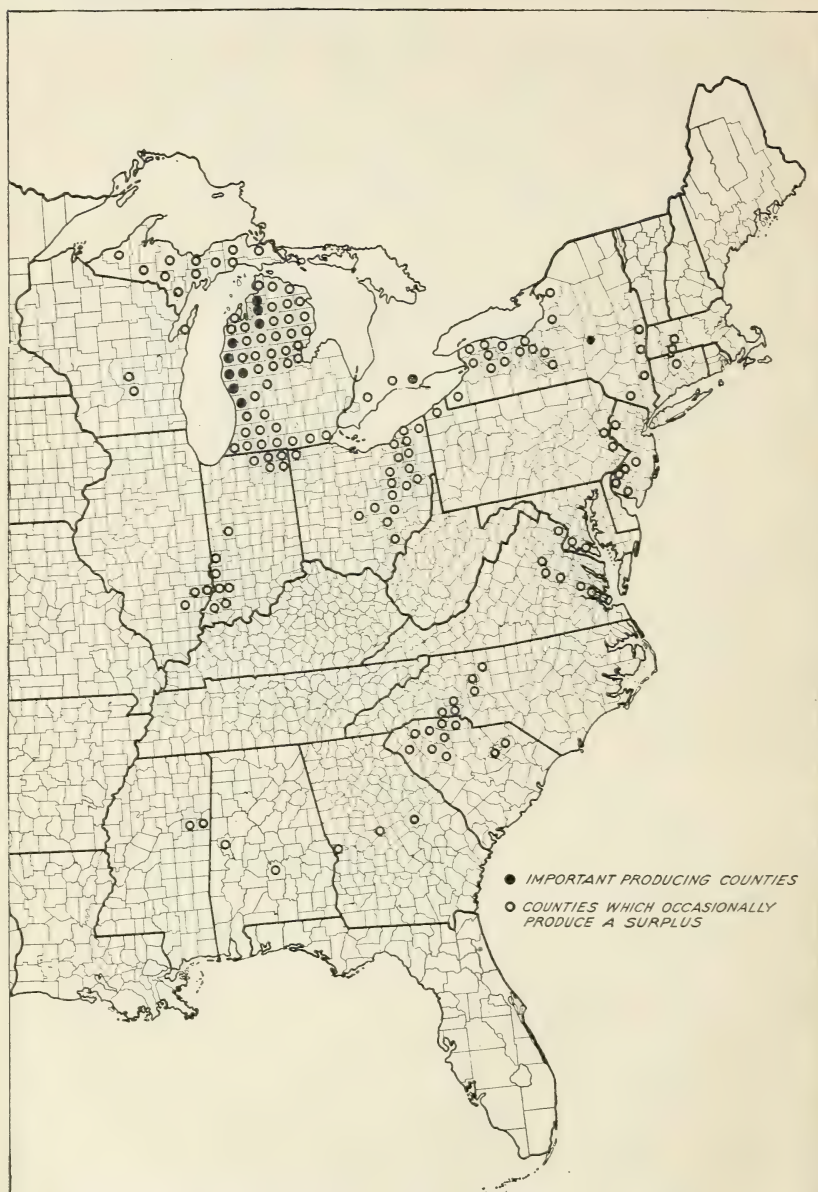 ● IMPORTANT PRODUCING COUNTIES
○ COUNTIES WHICH OCCASIONALLY
PRODUCE A SURPLUS